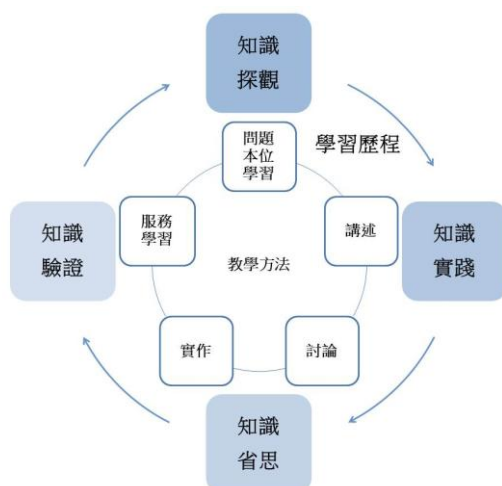 知識
探觀
問題
本位
學習
學習歷程
服務
學習
講述
知識
驗證
教學方法
知識
實踐
實作
討論
知識
省思